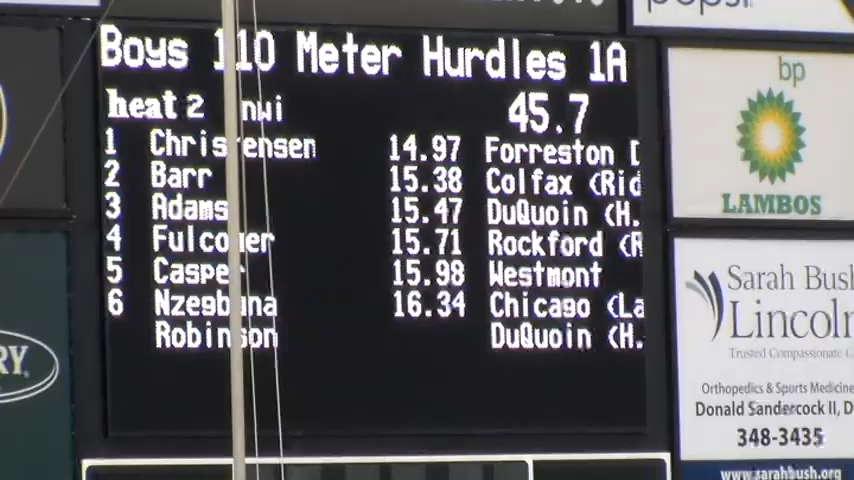 pepsi
Boys 110 Meter Hurdles 1A
heat 2 nwi 45.7
1 Christensen 14.97 Forreston
2 Barr 15.38 Colfax (Rid
3 Adams 15.47 DuQuoin (H.
4 Fulcomer 15.71 Rockford (R
5 Casper 15.98 Westmont
6 Nzegbuna 16.34 Chicago (La
Robinson DuQuoin (H.
bp
LAMBOS
RY.
Sarah Bush
Lincoln
Trusted Compassionate
Orthopedics & Sports Medicine
Donald Sandercock II, D
348-3435
www.sarahbush.org